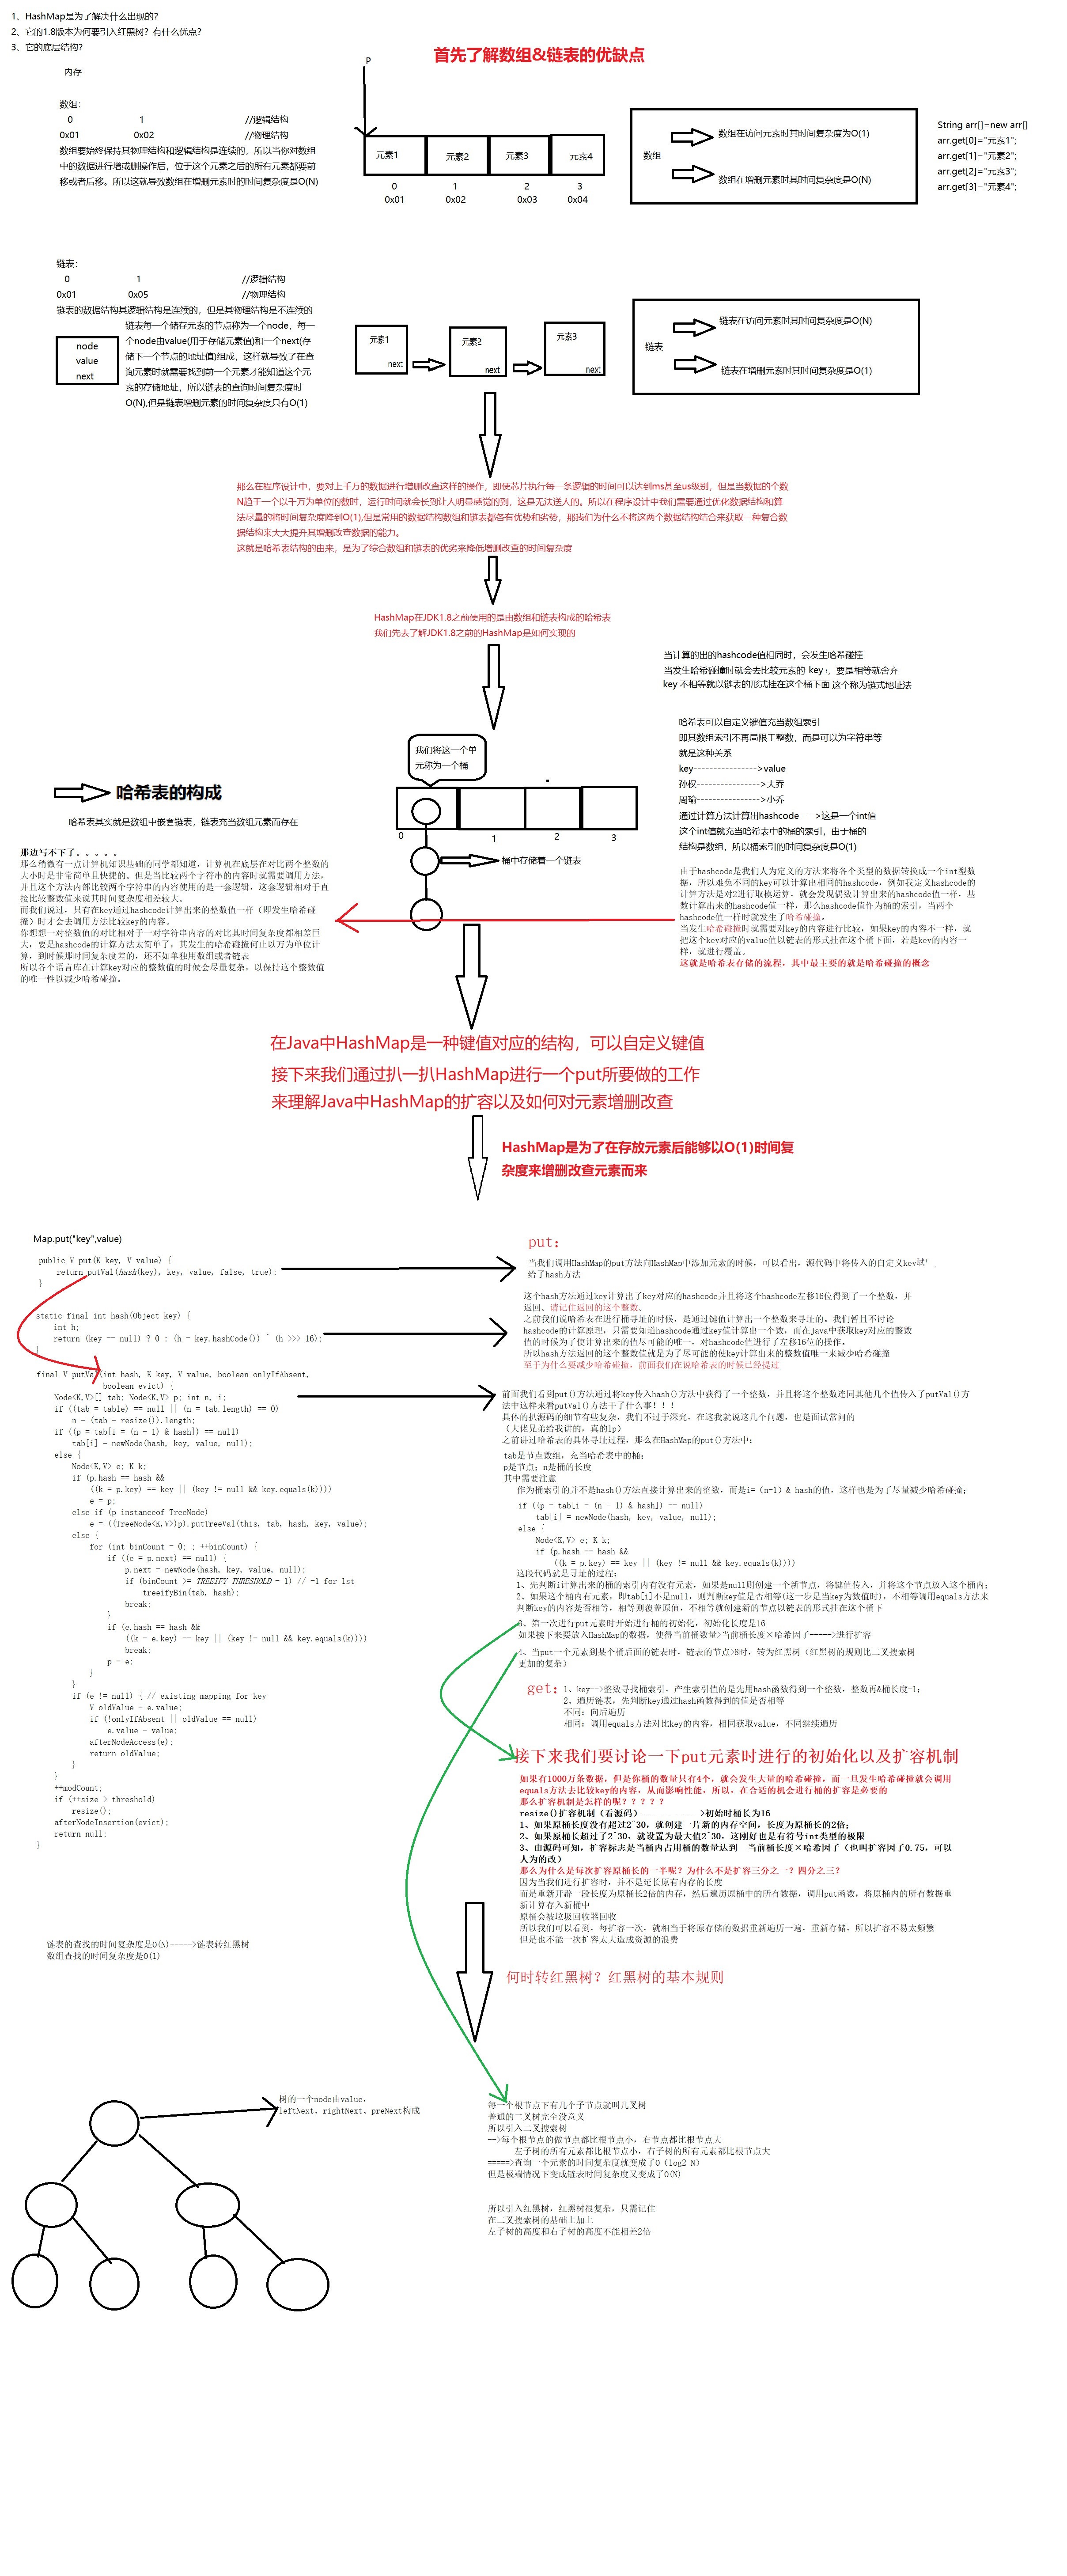 1、HashMap是为了解决什么出现的？
2、它的1.8版本为何要引入红黑树？有什么优点？
3、它的底层结构？
首先了解数组&链表的优缺点
内存
p
数组：
0 1 //逻辑结构
0x01 0x02 //物理结构
数组要始终保持其物理结构和逻辑结构是连续的，所以当你对数组
中的数据进行增或删操作后，位于这个元素之后的所有元素都要前
移或者后移。所以这就导致数组在增删元素时的时间复杂度是O(N)
元素1 元素2 元素3 元素4
0 1 2 3
0x01 0x02 0x03 0x04
数组
数组在访问元素时其时间复杂度为O(1)
数组在增删元素时其时间复杂度是O(N)
String arr[]=new arr[]
arr.get[0]="元素1";
arr.get[1]="元素2";
arr.get[2]="元素3";
arr.get[3]="元素4";
链表：
0 1 //逻辑结构
0x01 0x05 //物理结构
链表的数据结构其逻辑结构是连续的，但是其物理结构是不连续的
链表每一个储存元素的节点称为一个node，每一
个node由value(用于存储元素值)和一个next(存
储下一个节点的地址值)组成，这样就导致了在查
询元素时就需要找到前一个元素才能知道这个元
素的存储地址，所以链表的查询时间复杂度时
O(N),但是链表增删元素的时间复杂度只有O(1)
node
value
next
元素1
next
元素2
next
元素3
next
链表
链表在访问元素时其时间复杂度是O(N)
链表在增删元素时其时间复杂度是O(1)
那么在程序设计中，要对上千万的数据进行增删改查这样的操作，即使芯片执行每一条逻辑的时间可以达到ms甚至us级别，但是当数据的个数
N趋于一个以千万为单位的数时，运行时间就会长到让人明显感觉的到，这是无法送人的。所以在程序设计中我们需要通过优化数据结构和算
法尽量的将时间复杂度降到O(1),但是常用的数据结构数组和链表都各有优势和劣势，那我们为什么不将这两个数据结构结合来获取一种复合数
据结构来大大提升其增删改查数据的能力。
这就是哈希表结构的由来，是为了综合数组和链表的优劣来降低增删改查的时间复杂度
HashMap在JDK1.8之前使用的是由数组和链表构成的哈希表
我们先去了解JDK1.8之前的HashMap是如何实现的
当计算的出的hashcode值相同时，会发生哈希碰撞
当发生哈希碰撞时就会去比较元素的 key ，要是相等就舍弃
key 不相等就以链表的形式挂在这个桶下面 这个称为链式地址法
我们将这一个单
元称为一个桶
0 1 2 3
桶中存储着一个链表
哈希表的构成
哈希表其实就是数组中嵌套链表，链表充当数组元素而存在
哈希表可以自定义键值充当数组索引
即其数组索引不再局限于整数，而是可以为字符串等
就是这种关系
key---------------->value
孙权---------------->大乔
周瑜---------------->小乔
通过计算方法计算出hashcode---->这是一个int值
这个int值就充当哈希表中的桶的索引，由于桶的
结构是数组，所以桶索引的时间复杂度是O(1)
那边写不下了。。。。。
那么稍微有一点计算机知识基础的同学都知道，计算机在底层在对比两个整数的
大小时是非常简单且快捷的。但是当比较两个字符串的内容时就需要调用方法，
并且这个方法内部比较两个字符串的内容使用的是一套逻辑，这套逻辑相对于直
接比较整数值来说其时间复杂度相差较大。
而我们说过，只有在key通过hashcode计算出来的整数值一样（即发生哈希碰
撞）时才会去调用方法比较key的内容。
你想想一对整数值的对比相对于一对字符串内容的对比其时间复杂度都相差巨
大，要是hashcode的计算方法太简单了，其发生的哈希碰撞何止以万为单位计
算，到时候那时间复杂度差的，还不如单独用数组或者链表
所以各个语言库在计算key对应的整数值的时候会尽量复杂，以保持这个整数值
的唯一性以减少哈希碰撞。
由于hashcode是我们人为定义的方法来将各个类型的数据转换成一个int型数
据，所以难免不同的key可以计算出相同的hashcode，例如我定义hashcode的
计算方法是对2进行取模运算，就会发现偶数计算出来的hashcode值一样，基
数计算出来的hashcode值一样，那么hashcode值作为桶的索引，当两个
hashcode值一样时就发生了哈希碰撞。
当发生哈希碰撞时就需要对key的内容进行比较，如果key的内容不一样，就
把这个key对应的value值以链表的形式挂在这个桶下面，若是key的内容一
样，就进行覆盖。
这就是哈希表存储的流程，其中最主要的就是哈希碰撞的概念
在Java中HashMap是一种键值对应的结构，可以自定义键值
接下来我们通过扒一扒HashMap进行一个put所要做的工作
来理解Java中HashMap的扩容以及如何对元素增删改查
HashMap是为了在存放元素后能够以O(1)时间复
杂度来增删改查元素而来
Map.put("key",value)
public V put(K key, V value) {
return putVal(hash(key), key, value, false, true);
}
static final int hash(Object key) {
int h;
return (key == null) ? 0 : (h = key.hashCode()) ^ (h >>> 16);
}
final V putVal(int hash, K key, V value, boolean onlyIfAbsent,
boolean evict) {
Node<K,V>[] tab; Node<K,V> p; int n, i;
if ((tab = table) == null || (n = tab.length) == 0)
n = (tab = resize()).length;
if ((p = tab[i = (n - 1) & hash]) == null)
tab[i] = newNode(hash, key, value, null);
else {
Node<K,V> e; K k;
if (p.hash == hash &&
((k = p.key) == key || (key != null && key.equals(k))))
e = p;
else if (p instanceof TreeNode)
e = ((TreeNode<K,V>)p).putTreeVal(this, tab, hash, key, value);
else {
for (int binCount = 0; ; ++binCount) {
if ((e = p.next) == null) {
p.next = newNode(hash, key, value, null);
if (binCount >= TREEIFY_THRESHOLD - 1) // -1 for 1st
treeifyBin(tab, hash);
break;
}
if (e.hash == hash &&
((k = e.key) == key || (key != null && key.equals(k))))
break;
p = e;
}
}
if (e != null) { // existing mapping for key
V oldValue = e.value;
if (!onlyIfAbsent || oldValue == null)
e.value = value;
afterNodeAccess(e);
return oldValue;
}
}
++modCount;
if (++size > threshold)
resize();
afterNodeInsertion(evict);
return null;
}
put：
当我们调用HashMap的put方法向HashMap中添加元素的时候，可以看出，源代码中将传入的自定义key赋
给了hash方法
这个hash方法通过key计算出了key对应的hashcode并且将这个hashcode左移16位得到了一个整数，并
返回。请记住返回的这个整数。
之前我们说哈希表在进行桶寻址的时候，是通过键值计算出一个整数来寻址的。我们暂且不讨论
hashcode的计算原理，只需要知道hashcode通过key值计算出一个数，而在Java中获取key对应的整数
值的时候为了使计算出来的值尽可能的唯一，对hashcode值进行了左移16位的操作。
所以hash方法返回的这个整数值就是为了尽可能的使key计算出来的整数值唯一来减少哈希碰撞
至于为什么要减少哈希碰撞，前面我们在说哈希表的时候已经提过
前面我们看到put()方法通过将key传入hash()方法中获得了一个整数，并且将这个整数连同其他几个值传入了putVal()方
法中这样来看putVal()方法干了什么事！！！
具体的扒源码的细节有些复杂，我们不过于深究，在这我就说这几个问题，也是面试常问的
（大佬兄弟给我讲的，真的lp）
之前讲过哈希表的具体寻址过程，那么在HashMap的put()方法中：
tab是节点数组，充当哈希表中的桶；
p是节点；n是桶的长度
其中需要注意
作为桶索引的并不是hash()方法直接计算出来的整数，而是i=（n-1）& hash的值，这样也是为了尽量减少哈希碰撞；
if ((p = tab[i = (n - 1) & hash]) == null)
tab[i] = newNode(hash, key, value, null);
else {
Node<K,V> e; K k;
if (p.hash == hash &&
((k = p.key) == key || (key != null && key.equals(k))))
这段代码就是寻址的过程：
1、先判断i计算出来的桶的索引内有没有元素，如果是null则创建一个新节点，将键值传入，并将这个节点放入这个桶内；
2、如果这个桶内有元素，即tab[i]不是null，则判断key值是否相等(这一步是当key为数值时)，不相等调用equals方法来
判断key的内容是否相等，相等则覆盖原值，不相等就创建新的节点以链表的形式挂在这个桶下
3、第一次进行put元素时开始进行桶的初始化，初始化长度是16
如果接下来要放入HashMap的数据，使得当前桶数量>当前桶长度×哈希因子----->进行扩容
4、当put一个元素到某个桶后面的链表时，链表的节点>8时，转为红黑树（红黑树的规则比二叉搜索树
更加的复杂）
get：
1、key-->整数寻找桶索引，产生索引值的是先用hash函数得到一个整数，整数再&桶长度-1；
2、遍历链表，先判断key通过hash函数得到的值是否相等
不同：向后遍历
相同：调用equals方法对比key的内容，相同获取value，不同继续遍历
接下来我们要讨论一下put元素时进行的初始化以及扩容机制
如果有1000万条数据，但是你桶的数量只有4个，就会发生大量的哈希碰撞，而一旦发生哈希碰撞就会调用
equals方法去比较key的内容，从而影响性能，所以，在合适的机会进行桶的扩容是必要的
那么扩容机制是怎样的呢？？？？？
resize()扩容机制（看源码）------------>初始时桶长为16
1、如果原桶长度没有超过2^30，就创建一片新的内存空间，长度为原桶长的2倍；
2、如果原桶长超过了2^30，就设置为最大值2^30，这刚好也是有符号int类型的极限
3、由源码可知，扩容标志是当桶内占用桶的数量达到 当前桶长度×哈希因子（也叫扩容因子0.75，可以
人为的改）
那么为什么是每次扩容原桶长的一半呢？为什么不是扩容三分之一？四分之三？
因为当我们进行扩容时，并不是延长原有内存的长度
而是重新开辟一段长度为原桶长2倍的内存，然后遍历原桶中的所有数据，调用put函数，将原桶内的所有数据重
新计算存入新桶中
原桶会被垃圾回收器回收
所以我们可以看到，每扩容一次，就相当于将原存储的数据重新遍历一遍，重新存储，所以扩容不易太频繁
但是也不能一次扩容太大造成资源的浪费
链表的查找的时间复杂度是O(N)----->链表转红黑树
数组查找的时间复杂度是O(1)
何时转红黑树？红黑树的基本规则
树的一个node由value，
leftNext、rightNext、preNext构成
每一个根节点下有几个子节点就叫几叉树
普通的二叉树完全没意义
所以引入二叉搜索树
-->每个根节点的做节点都比根节点小，右节点都比根节点大
左子树的所有元素都比根节点小，右子树的所有元素都比根节点大
=====>查询一个元素的时间复杂度就变成了O（log2 N）
但是极端情况下变成链表时间复杂度又变成了O(N)
所以引入红黑树，红黑树很复杂，只需记住
在二叉搜索树的基础上加上
左子树的高度和右子树的高度不能相差2倍